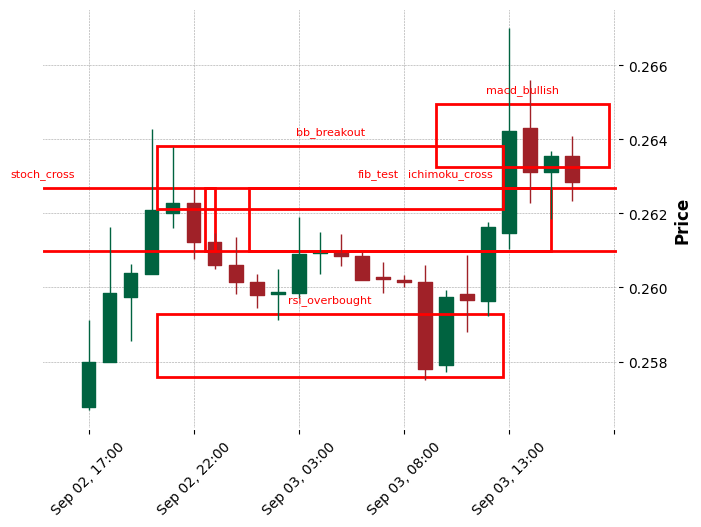 0.266
macd_bullish
0.264
bb_breakout
stoch_cross
fib_test
ichimoku_cross
0.262
Price
0.260
rsi_overbought
0.258
Sep 02, 17:00
Sep 02, 22:00
Sep 03, 03:00
Sep 03, 08:00
Sep 03, 13:00